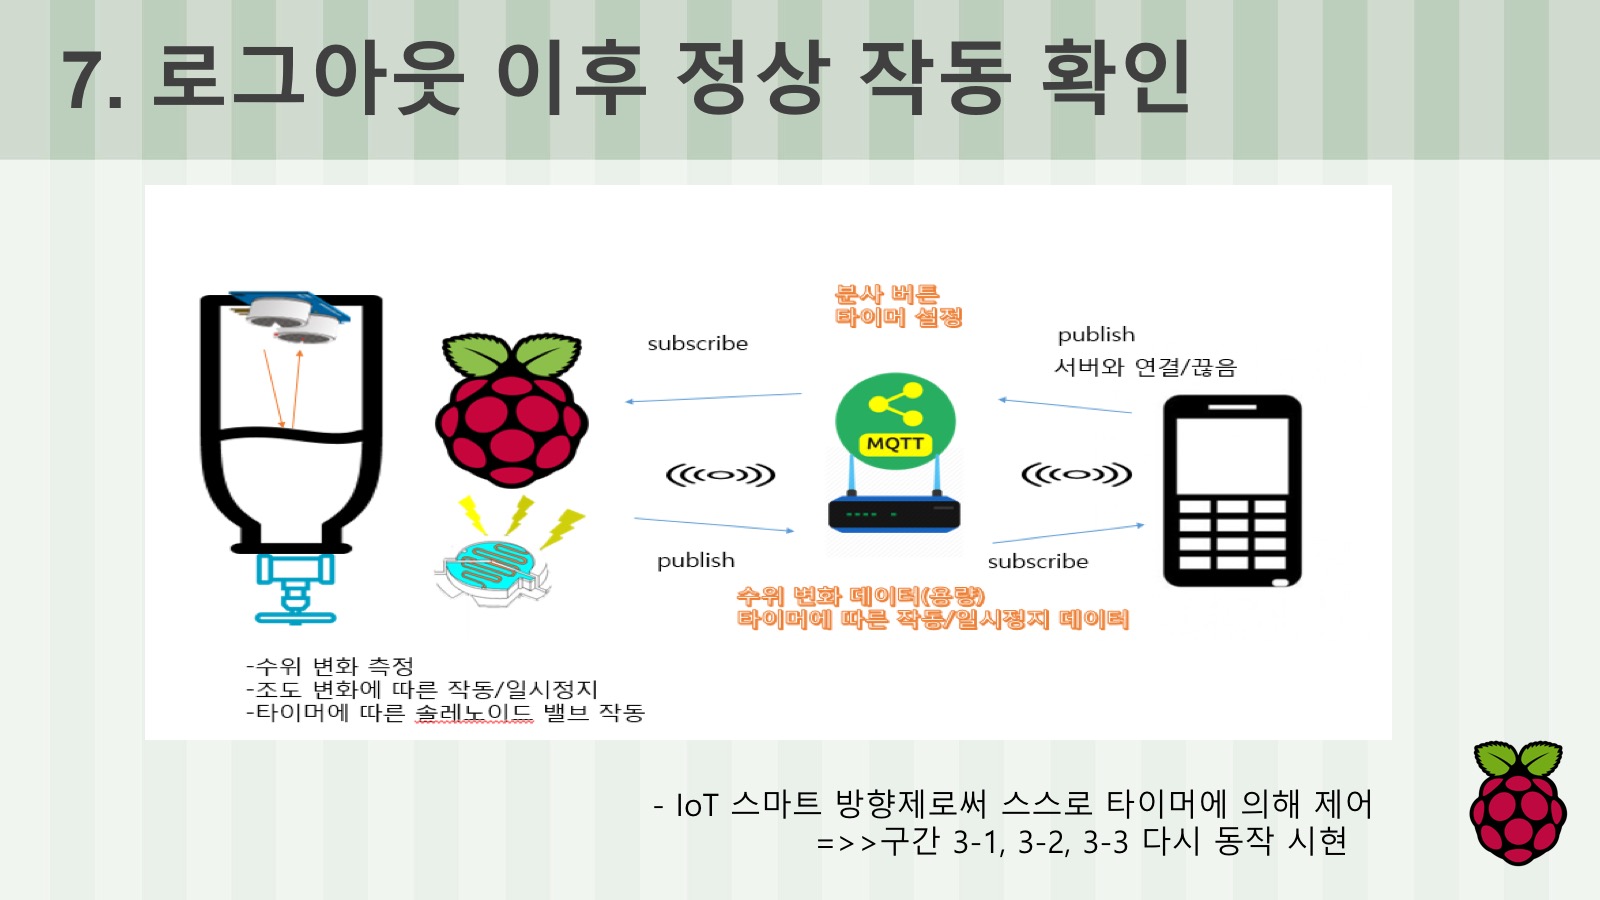 7. 로그아웃 이후 정상 작동 확인
분사 버튼
타이머 설정
subscribe
publish
서버와 연결/끊음
MQTT
publish
subscribe
수위 변화 데이터(용량)
타이머에 따른 작동/일시정지 데이터
-수위 변화 측정
-조도 변화에 따른 작동/일시정지
-타이머에 따른 솔레노이드 밸브 작동
- IoT 스마트 방향제로써 스스로 타이머에 의해 제어
=>>구간 3-1, 3-2, 3-3 다시 동작 시현